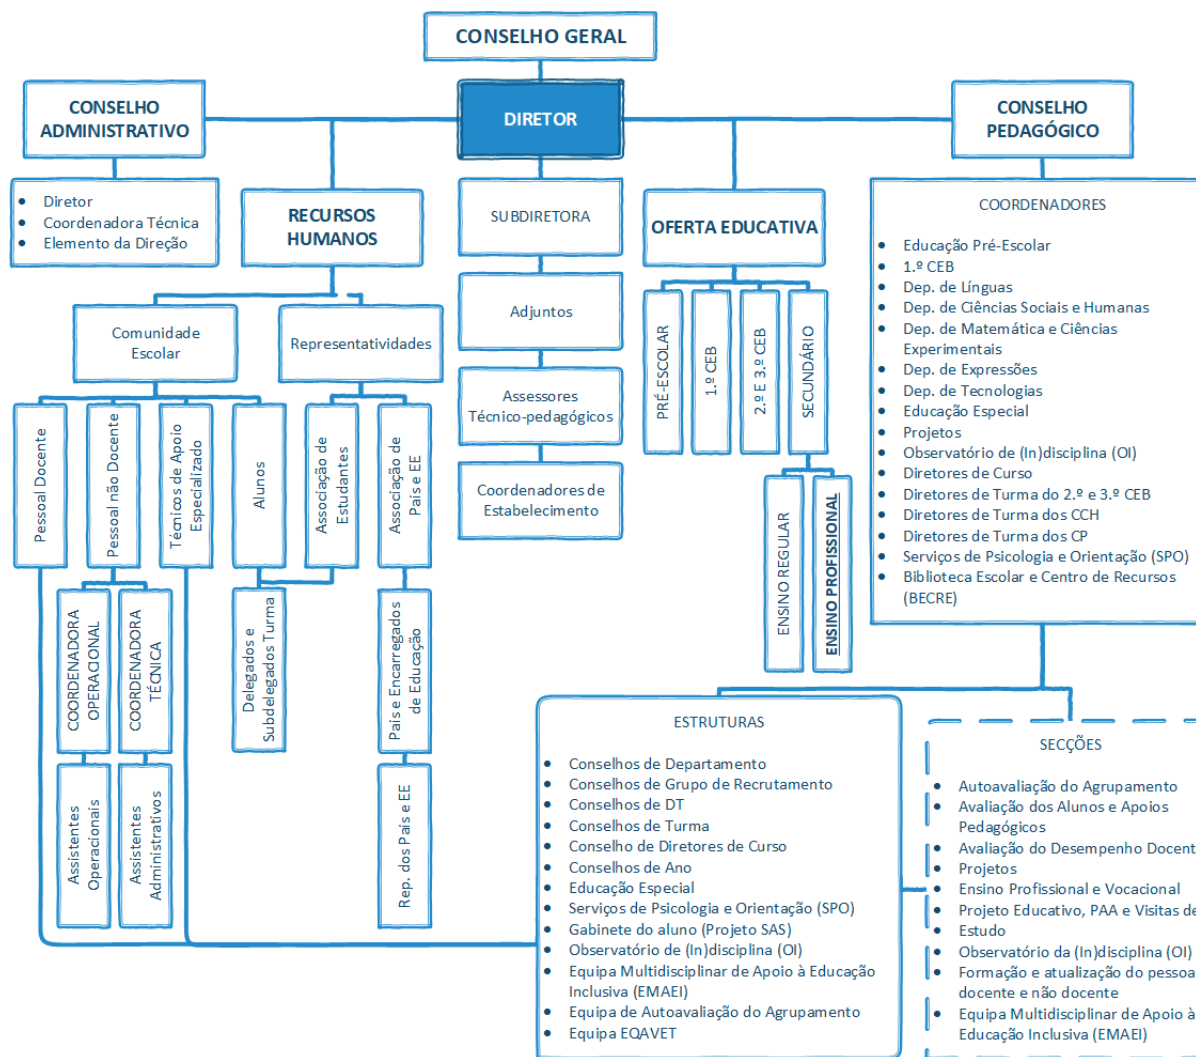 CONSELHO GERAL
CONSELHO
ADMINISTRATIVO
DIRETOR
CONSELHO
PEDAGÓGICO
Diretor
Coordenadora Técnica
Elemento da Direção
RECURSOS
HUMANOS
SUBDIRETORA
OFERTA EDUCATIVA
COORDENADORES
Educação Pré-Escolar
1.º CEB
Dep. de Línguas
Dep. de Ciências Sociais e Humanas
Dep. de Matemática e Ciências
Experimentais
Dep. de Expressões
Dep. de Tecnologias
Educação Especial
Projetos
Observatório de (In)disciplina (OI)
Diretores de Curso
Diretores de Turma do 2.º e 3.º CEB
Diretores de Turma dos CCH
Diretores de Turma dos CP
Serviços de Psicologia e Orientação (SPO)
Biblioteca Escolar e Centro de Recursos
(BECRE)
Comunidade
Escolar
Representatividades
Adjuntos
Assessores
Técnico-pedagógicos
Coordenadores de
Estabelecimento
PRÉ-ESCOLAR
1.º CEB
2.º E 3.º CEB
SECUNDÁRIO
ENSINO REGULAR
ENSINO PROFISSIONAL
Pessoal Docente
Pessoal não Docente
Técnicos de Apoio
Especializado
Alunos
Associação de
Estudantes
Associação de
Pais e EE
COORDENADORA
OPERACIONAL
COORDENADORA
TÉCNICA
Delegados e
Subdelegados Turma
Pais e Encarregados
de Educação
Assistentes
Operacionais
Assistentes
Administrativos
Rep. dos Pais e EE
ESTRUTURAS
Conselhos de Departamento
Conselhos de Grupo de Recrutamento
Conselhos de DT
Conselhos de Turma
Conselho de Diretores de Curso
Conselhos de Ano
Educação Especial
Serviços de Psicologia e Orientação (SPO)
Gabinete do aluno (Projeto SAS)
Observatório de (In)disciplina (OI)
Equipa Multidisciplinar de Apoio à Educação
Inclusiva (EMAEI)
Equipa de Autoavaliação do Agrupamento
Equipa EQAVET
SECÇÕES
Autoavaliação do Agrupamento
Avaliação dos Alunos e Apoios
Pedagógicos
Avaliação do Desempenho Docent
Projetos
Ensino Profissional e Vocacional
Projeto Educativo, PAA e Visitas de
Estudo
Observatório da (In)disciplina (OI)
Formação e atualização do pessoa
docente e não docente
Equipa Multidisciplinar de Apoio à
Educação Inclusiva (EMAEI)